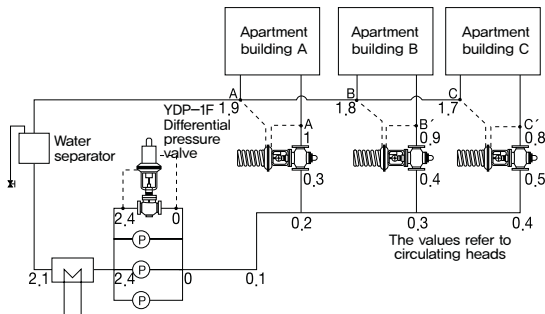 Apartment
building A
Apartment
building B
Apartment
building C
A
1.9
B
1.8
C
1.7
YDP-1F
Differential
pressure
valve
A
1
B´
0.9
C´
0.8
Water
separator
0.3
0.4
0.5
2.4
0
0.2
0.3
0.4
P
The values refer to
circulating heads
2.1
2.4
P
0
0.1
P